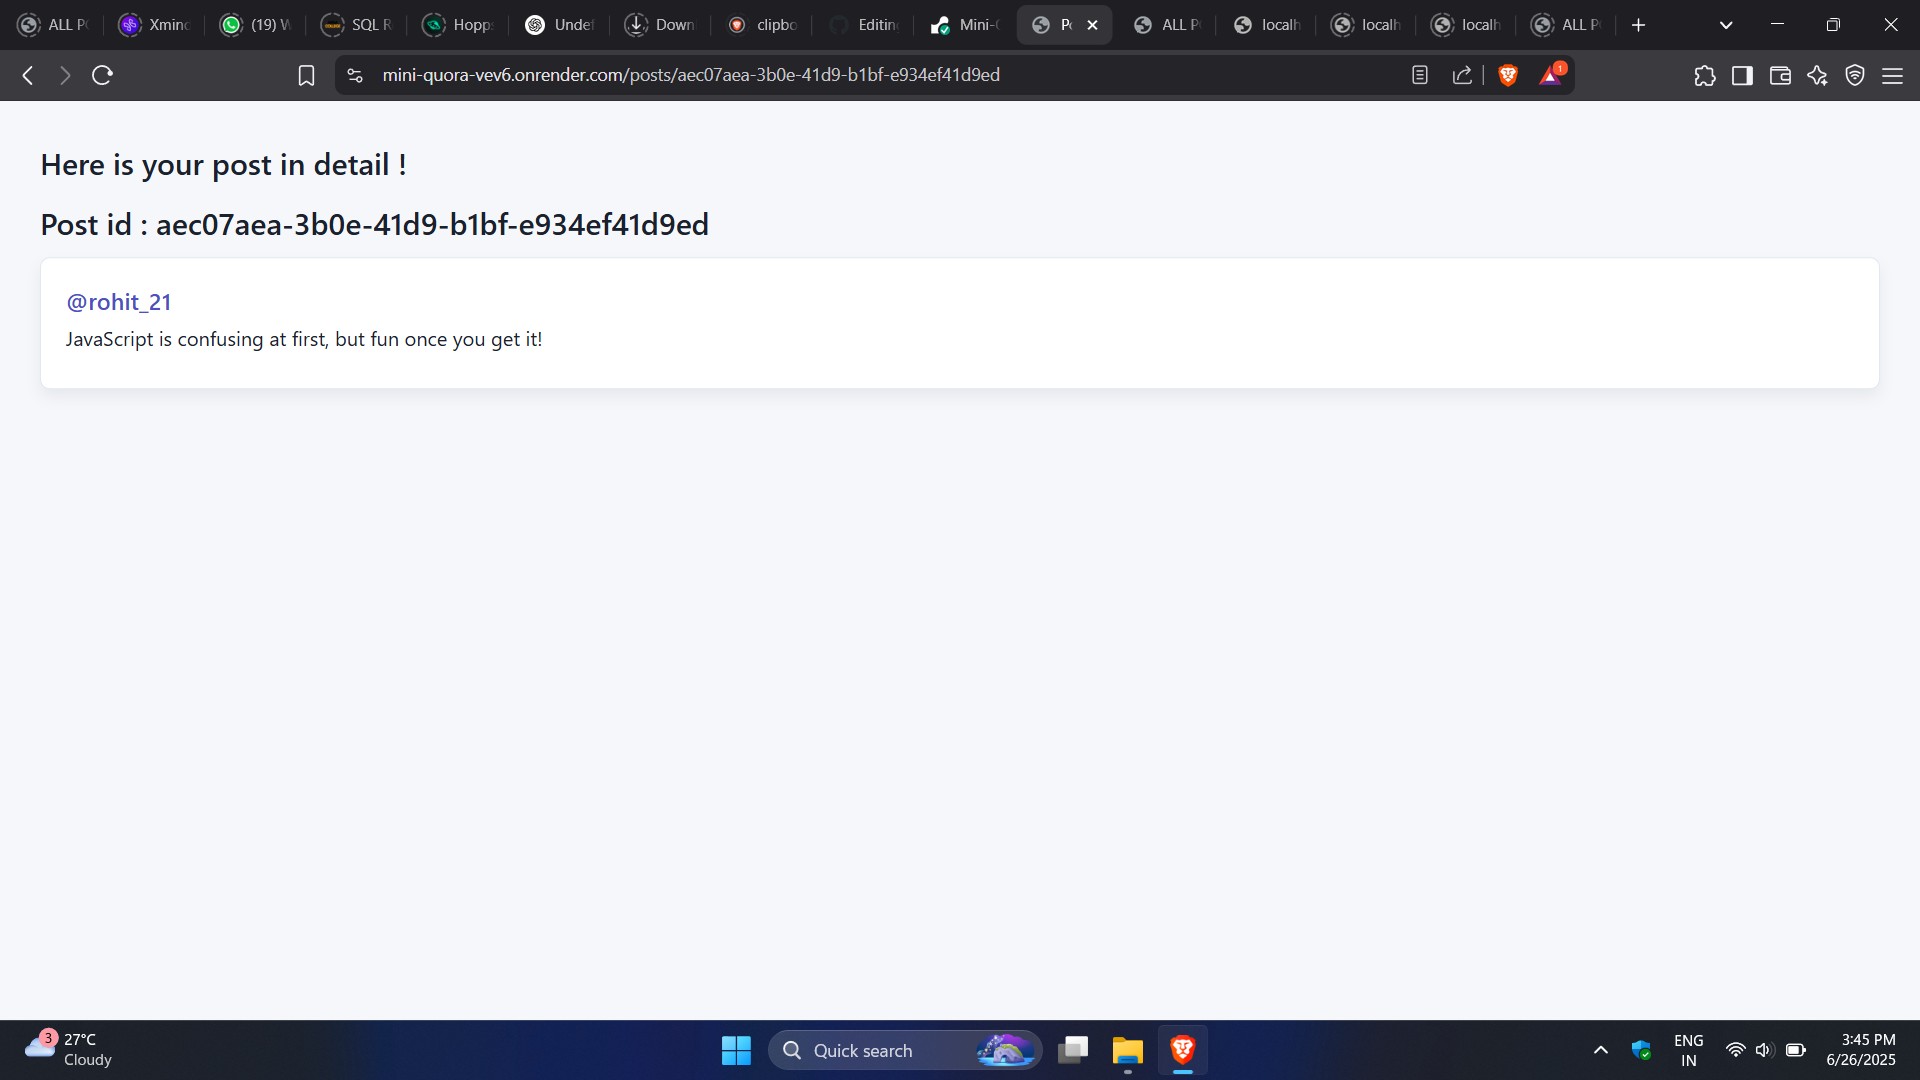 ALL P
Xmin
(19) W
SQL R
Hopp
Undef
Down
clipbo
Editin
Mini-
P
ALL P
localh
localh
localh
ALL P
mini-quora-vev6.onrender.com/posts/aec07aea-3b0e-41d9-b1bf-e934ef41d9ed
1
Here is your post in detail !
Post id : aec07aea-3b0e-41d9-b1bf-e934ef41d9ed
@rohit_21
JavaScript is confusing at first, but fun once you get it!
3
27°C
Cloudy
Quick search
ENG
IN
3:45 PM
6/26/2025